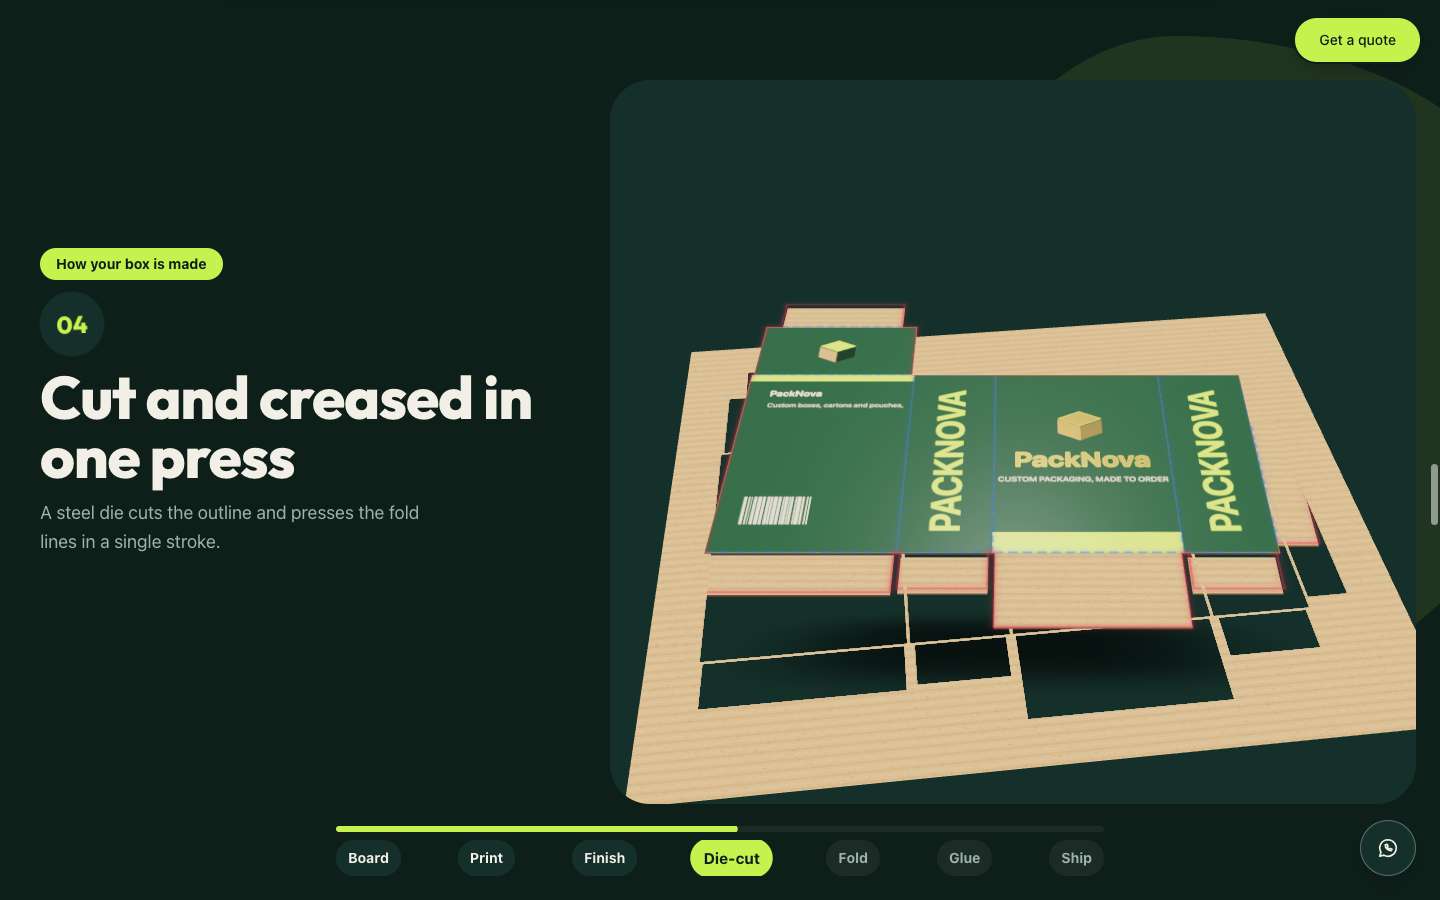 Get a quote
How your box is made
04
Cut and creased in
one press
A steel die cuts the outline and presses the fold
lines in a single stroke.
PackNova
Custom boxes, cartons and pouches,
PACKNOVA
PackNova
CUSTOM PACKAGING, MADE TO ORDER
PACKNOVA
Board
Print
Finish
Die-cut
Fold
Glue
Ship